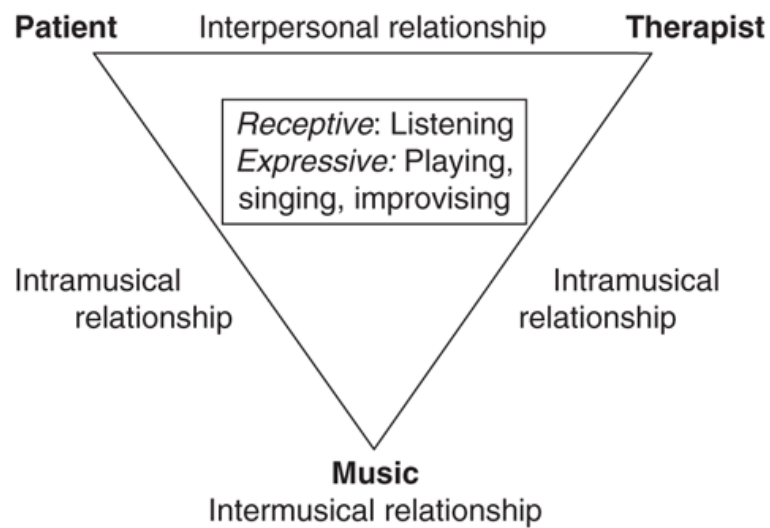 Patient Interpersonal relationship Therapist
Receptive: Listening
Expressive: Playing,
singing, improvising
Intramusical
relationship
Intramusical
relationship
Music
Intermusical relationship